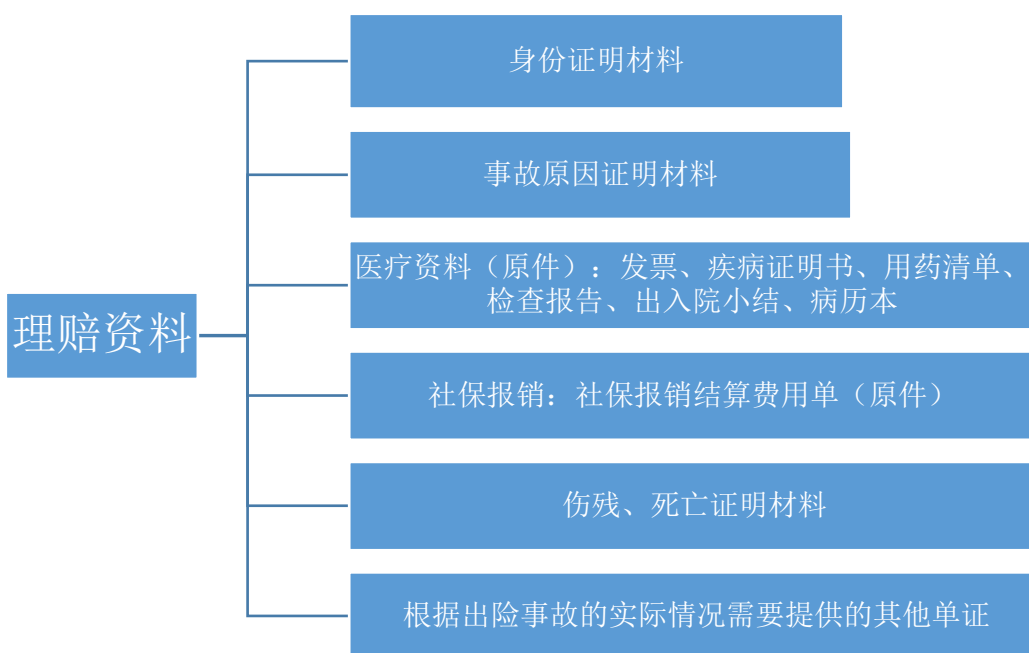 身份证明材料
事故原因证明材料
医疗资料（原件）：发票、疾病证明书、用药清单、
检查报告、出入院小结、病历本
理赔资料
社保报销：社保报销结算费用单（原件）
伤残、死亡证明材料
根据出险事故的实际情况需要提供的其他单证